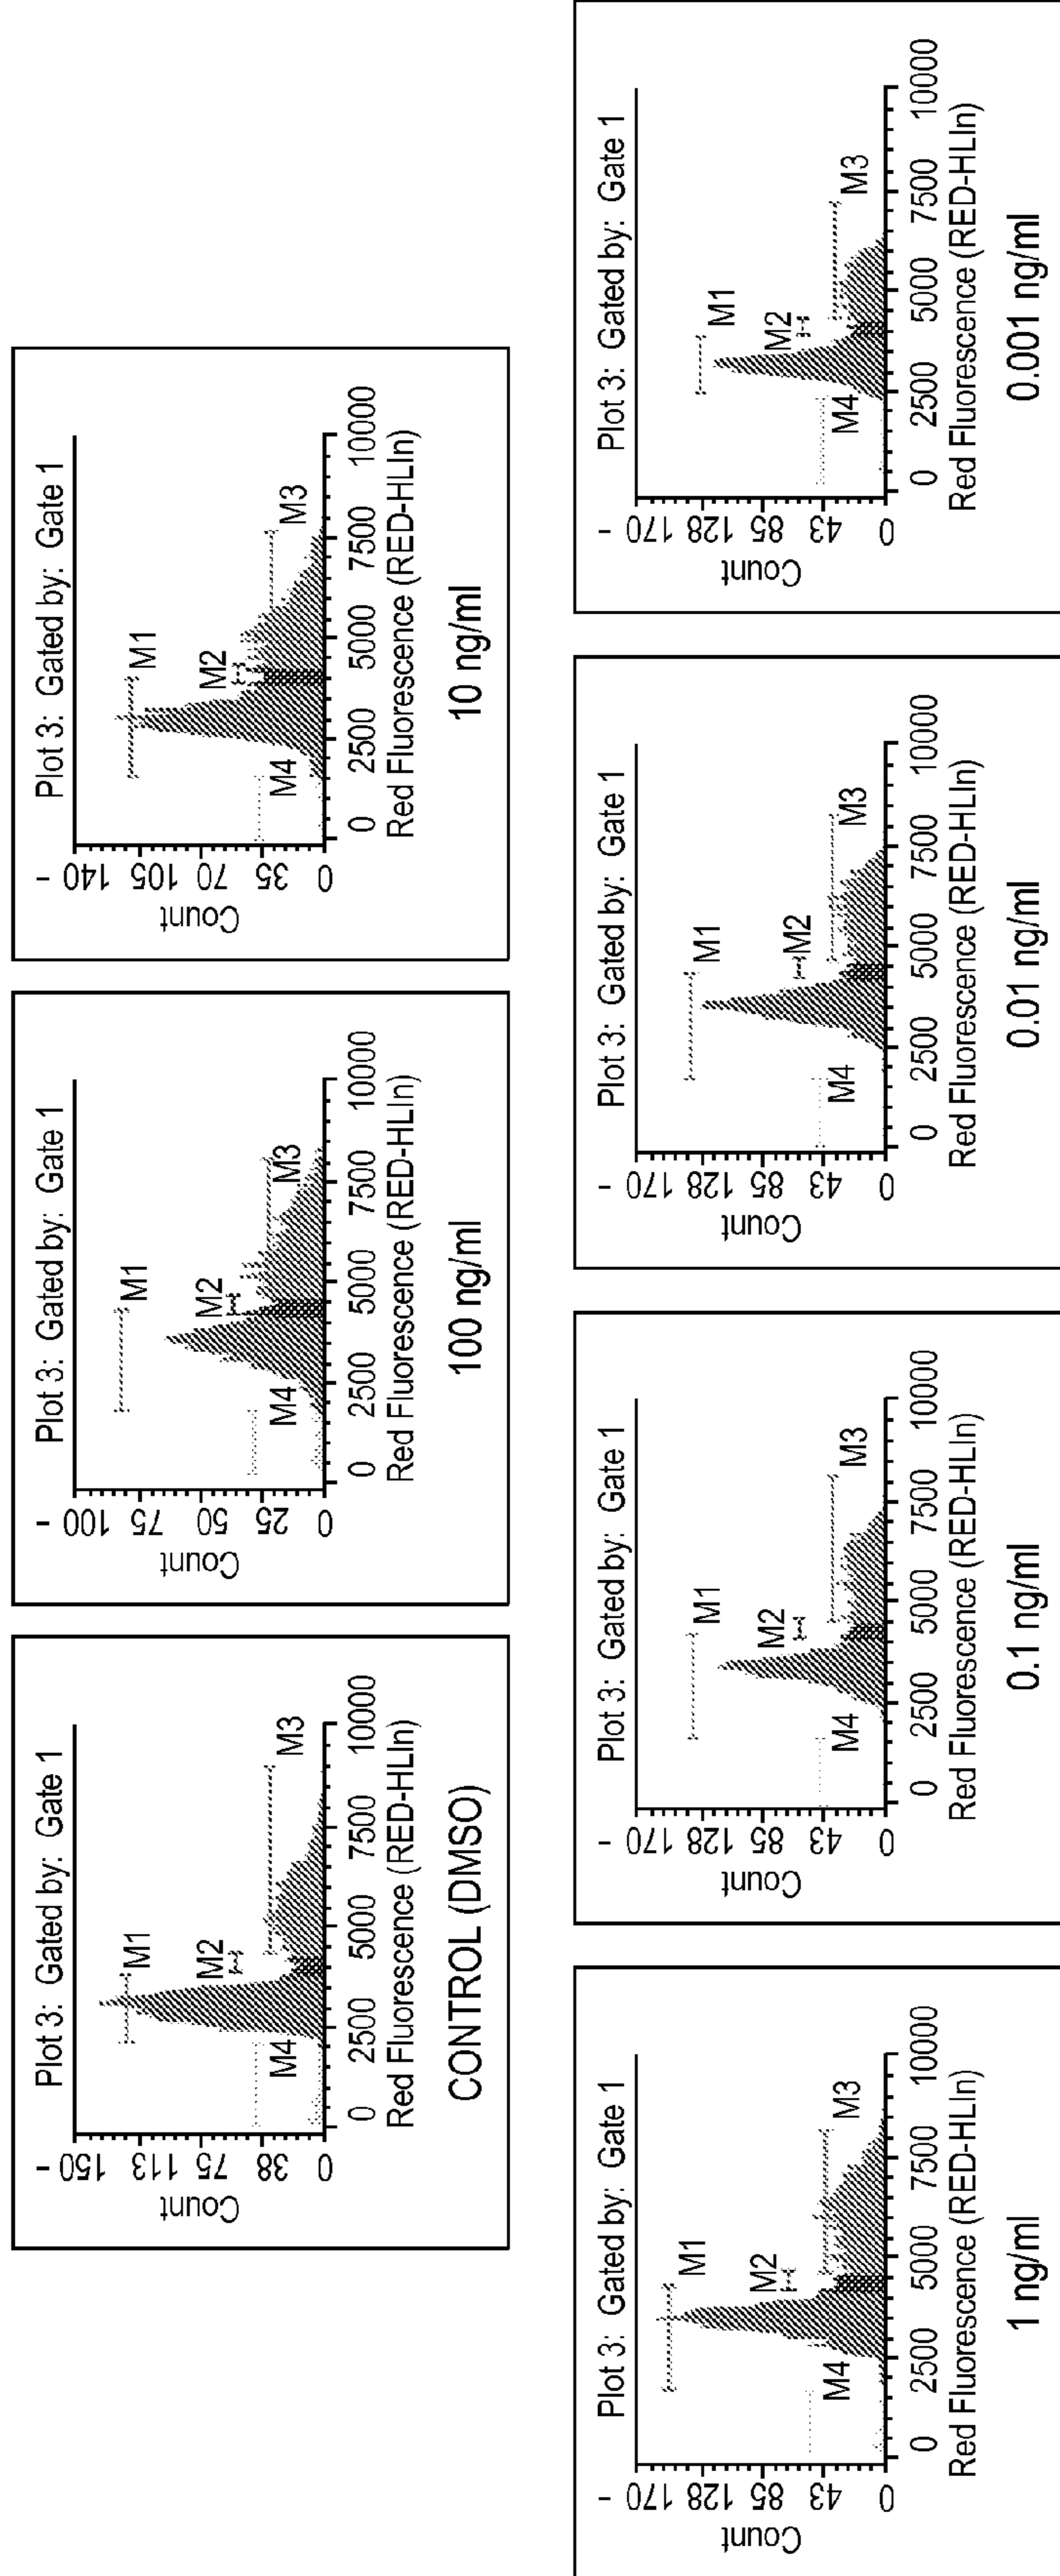 Plot 3: Gated by: Gate 1
Count
- 150 113 75 38 0
M1
M2
M3
M4
0 2500 5000 7500 10000
Red Fluorescence (RED-HLIn)
CONTROL (DMSO)
Plot 3: Gated by: Gate 1
Count
- 100 75 50 25 0
M1
M2
M3
M4
0 2500 5000 7500 10000
Red Fluorescence (RED-HLIn)
100 ng/ml
Plot 3: Gated by: Gate 1
Count
- 140 105 70 35 0
M1
M2
M3
M4
0 2500 5000 7500 10000
Red Fluorescence (RED-HLIn)
10 ng/ml
Plot 3: Gated by: Gate 1
Count
- 170 128 85 43 0
M1
M2
M3
M4
0 2500 5000 7500 10000
Red Fluorescence (RED-HLIn)
1 ng/ml
Plot 3: Gated by: Gate 1
Count
- 170 128 85 43 0
M1
M2
M3
M4
0 2500 5000 7500 10000
Red Fluorescence (RED-HLIn)
0.1 ng/ml
Plot 3: Gated by: Gate 1
Count
- 170 128 85 43 0
M1
M2
M3
M4
0 2500 5000 7500 10000
Red Fluorescence (RED-HLIn)
0.01 ng/ml
Plot 3: Gated by: Gate 1
Count
- 170 128 85 43 0
M1
M2
M3
M4
0 2500 5000 7500 10000
Red Fluorescence (RED-HLIn)
0.001 ng/ml